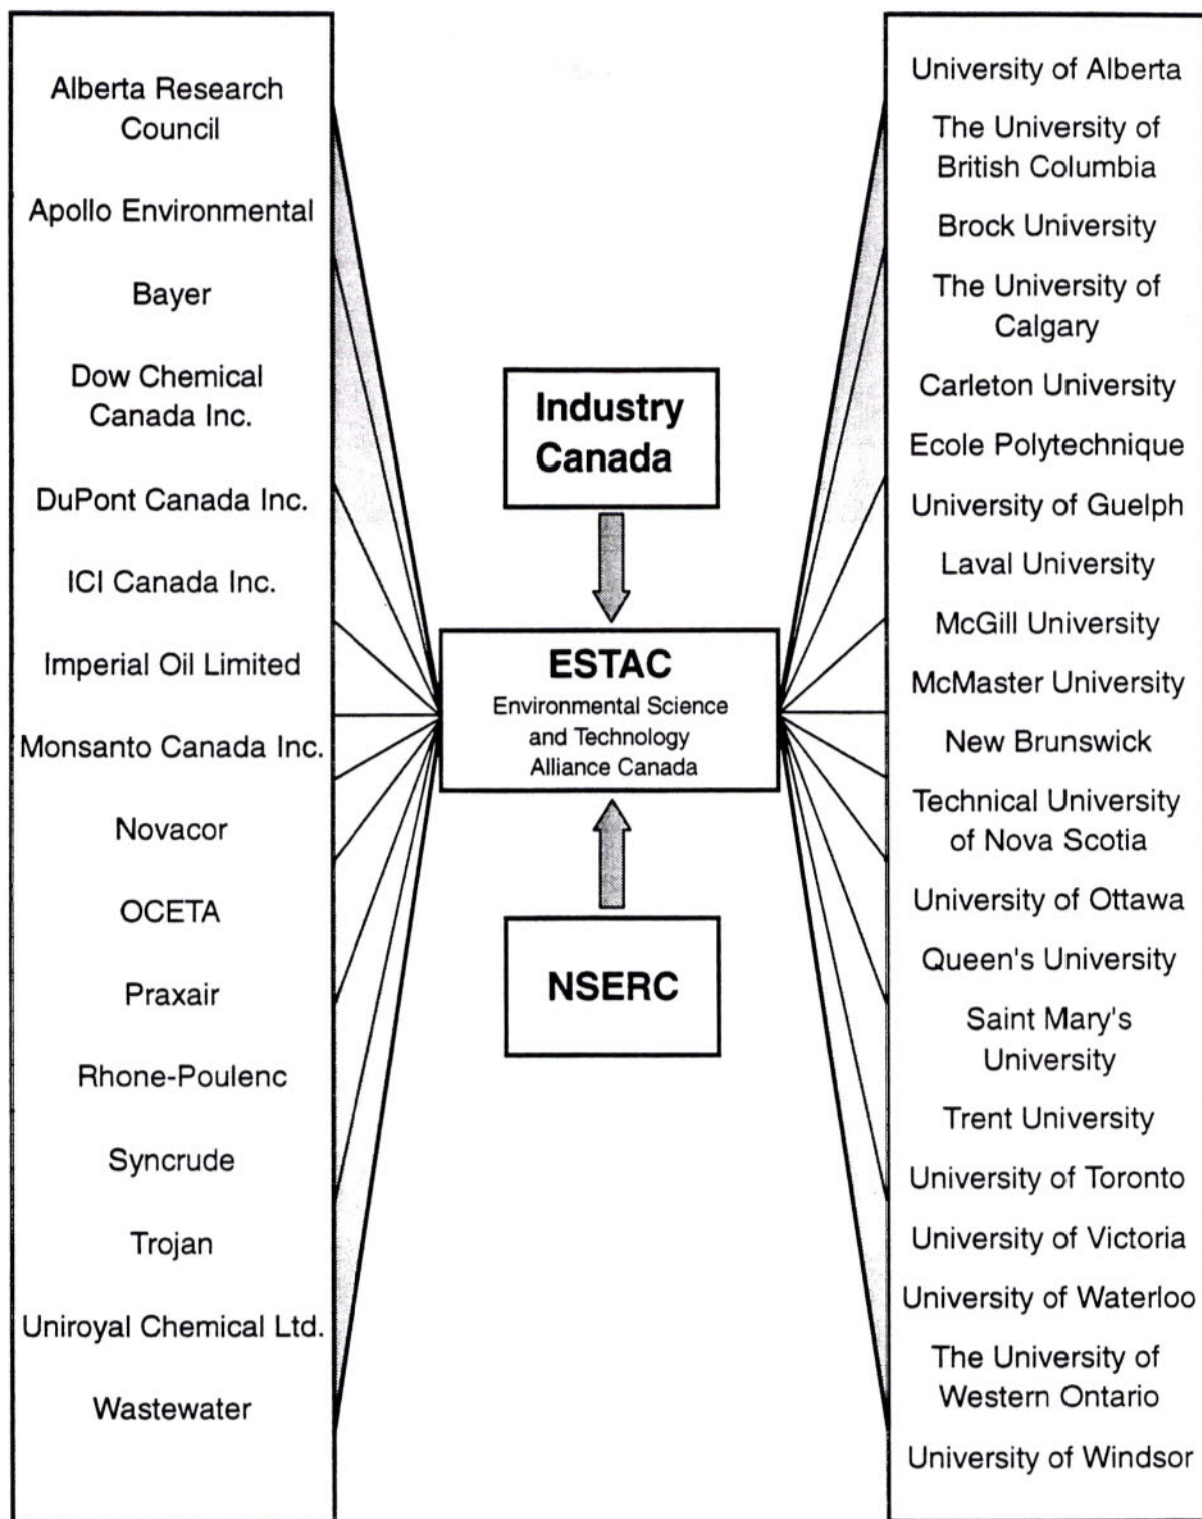 Alberta Research
Council
Apollo Environmental
Bayer
Dow Chemical
Canada Inc.
DuPont Canada Inc.
ICI Canada Inc.
Imperial Oil Limited
Monsanto Canada Inc.
Novacor
OCETA
Praxair
Rhone-Poulenc
Syncrude
Trojan
Uniroyal Chemical Ltd.
Wastewater
Industry
Canada
ESTAC
Environmental Science
and Technology
Alliance Canada
NSERC
University of Alberta
The University of
British Columbia
Brock University
The University of
Calgary
Carleton University
Ecole Polytechnique
University of Guelph
Laval University
McGill University
McMaster University
New Brunswick
Technical University
of Nova Scotia
University of Ottawa
Queen's University
Saint Mary's
University
Trent University
University of Toronto
University of Victoria
University of Waterloo
The University of
Western Ontario
University of Windsor